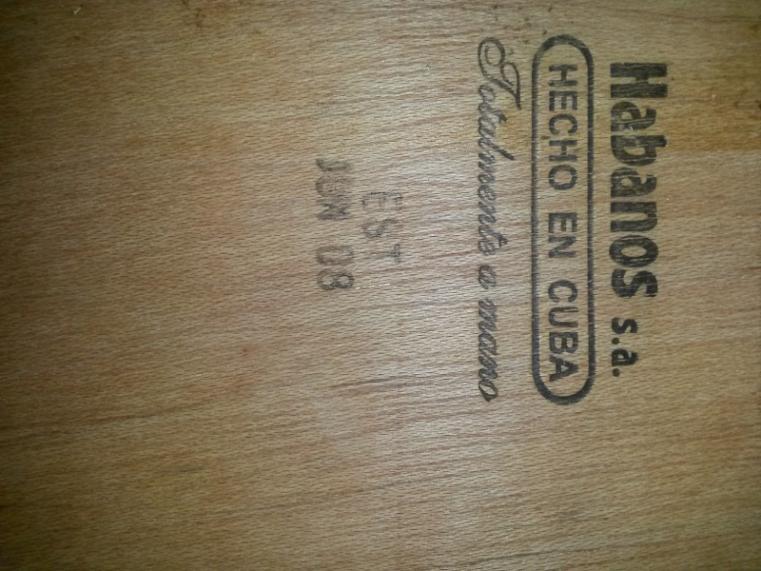 Habanos s.a.
HECHO EN CUBA
Totalmente a mano
EST
JUN 08